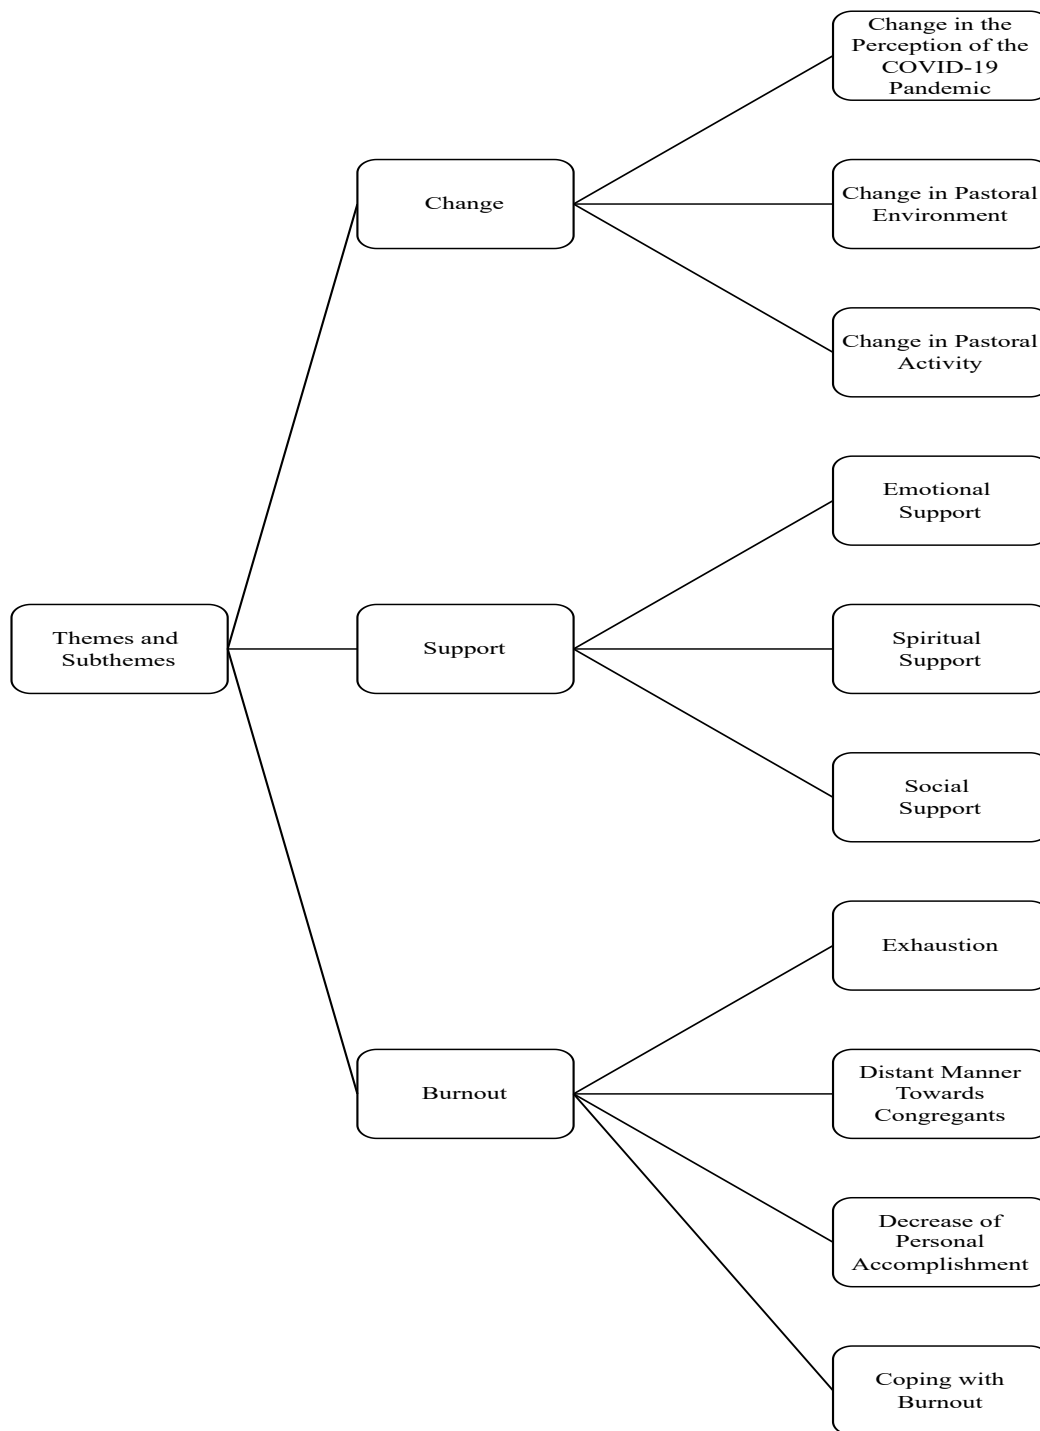 Themes and
Subthemes
Change
Change in the
Perception of the
COVID-19
Pandemic
Change in Pastoral
Environment
Change in Pastoral
Activity
Support
Emotional
Support
Spiritual
Support
Social
Support
Burnout
Exhaustion
Distant Manner
Towards
Congregants
Decrease of
Personal
Accomplishment
Coping with
Burnout